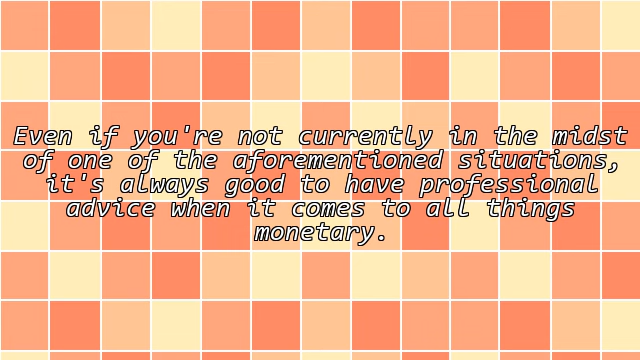 Even if you're not currently in the midst
of one of the aforementioned situations,
it's always good to have professional
advice when it comes to all things
monetary.